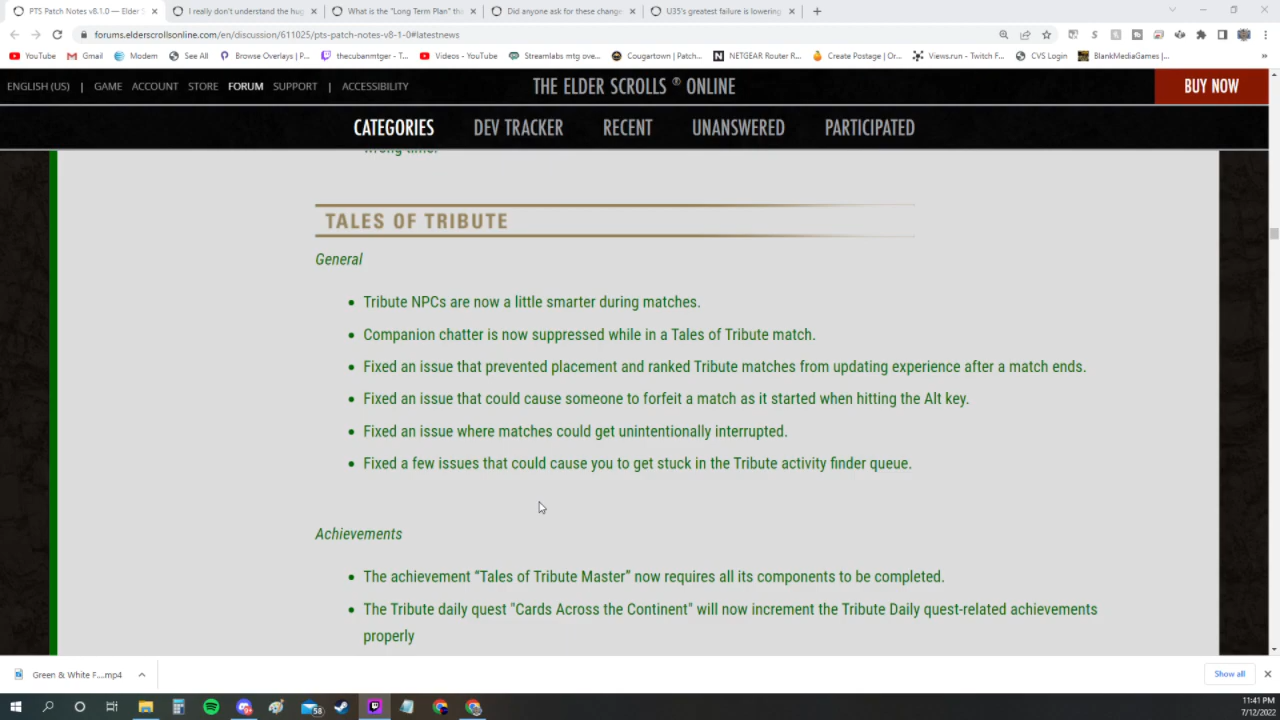 PTS Patch Notes v8.1.0 — Elder S
I really don't understand the hug
What is the "Long Term Plan" tha
Did anyone ask for these change
U35's greatest failure is lowering
forums.elderscrollsonline.com/en/discussion/611025/pts-patch-notes-v8-1-0#latestnews
YouTube
Gmail
Modem
See All
Browse Overlays | P...
thecubanmtger - T...
Videos - YouTube
Streamlabs mtg ove...
Cougartown | Patch...
NETGEAR Router R...
Create Postage | Or...
Views.run - Twitch F...
CVS Login
BlankMediaGames |...
»
ENGLISH (US) | GAME ACCOUNT STORE FORUM SUPPORT | ACCESSIBILITY
THE ELDER SCROLLS ® ONLINE
BUY NOW
CATEGORIES DEV TRACKER RECENT UNANSWERED PARTICIPATED
wrong time.
TALES OF TRIBUTE
General
• Tribute NPCs are now a little smarter during matches.
• Companion chatter is now suppressed while in a Tales of Tribute match.
• Fixed an issue that prevented placement and ranked Tribute matches from updating experience after a match ends.
• Fixed an issue that could cause someone to forfeit a match as it started when hitting the Alt key.
• Fixed an issue where matches could get unintentionally interrupted.
• Fixed a few issues that could cause you to get stuck in the Tribute activity finder queue.
Achievements
• The achievement “Tales of Tribute Master” now requires all its components to be completed.
• The Tribute daily quest "Cards Across the Continent" will now increment the Tribute Daily quest-related achievements
properly
Green & White F....mp4
Show all
58
11:41 PM
7/12/2022